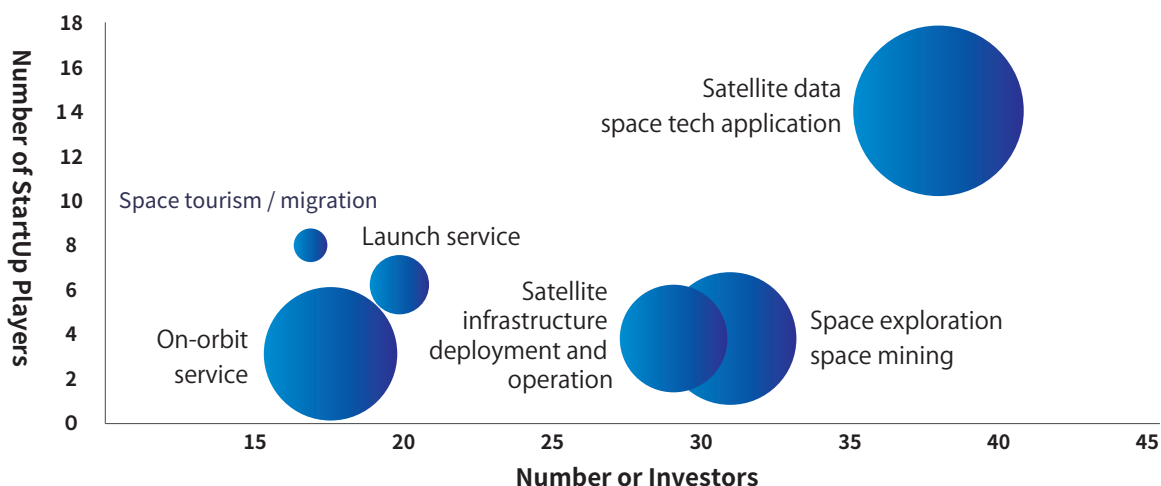 18
16
14
12
10
8
6
4
2
0
Number of StartUp Players
Satellite data
space tech application
Space tourism / migration
Launch service
On-orbit
service
Satellite
infrastructure
deployment and
operation
Space exploration
space mining
15 20 25 30 35 40 45
Number or Investors